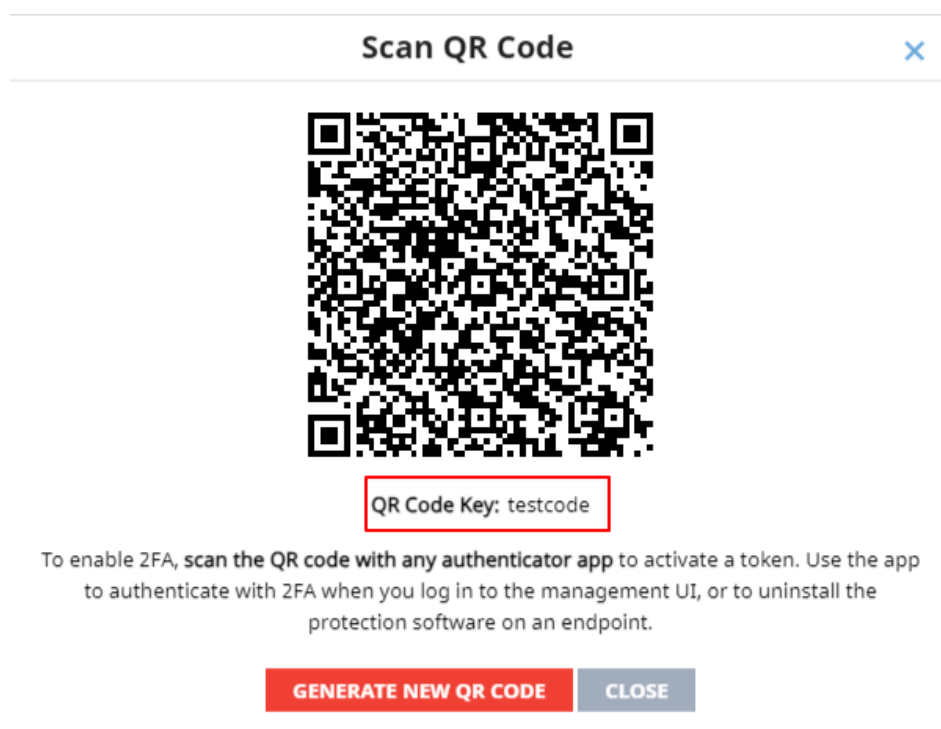 Scan QR Code
QR Code Key: testcode
To enable 2FA, scan the QR code with any authenticator app to activate a token. Use the app
to authenticate with 2FA when you log in to the management UI, or to uninstall the
protection software on an endpoint.
GENERATE NEW QR CODE CLOSE